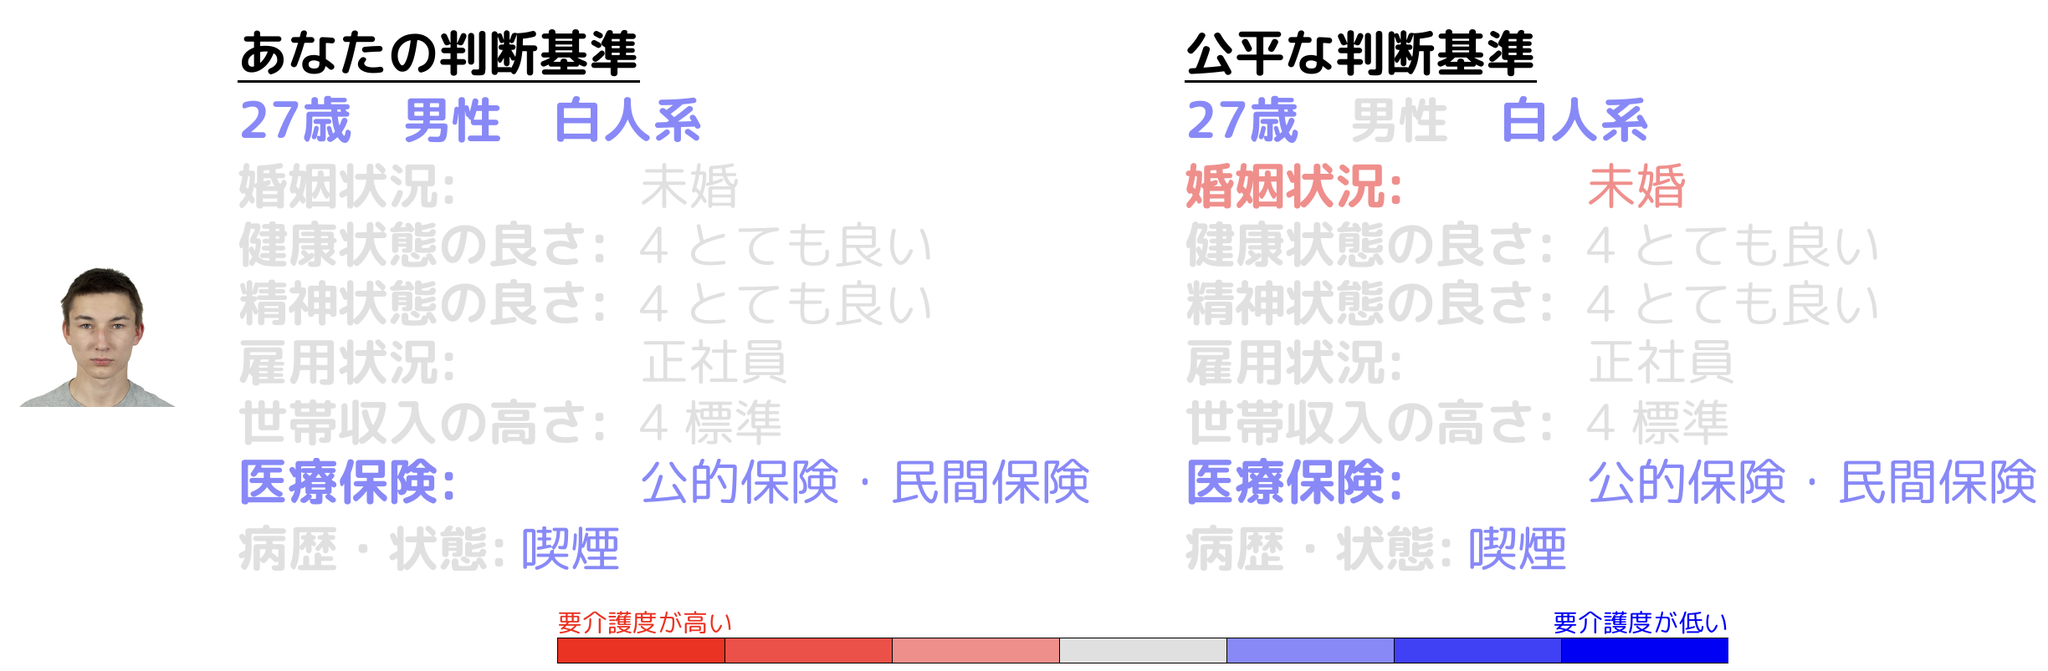 あなたの判断基準
27歳 男性 白人系
婚姻状況: 未婚
健康状態の良さ: 4 とても良い
精神状態の良さ: 4 とても良い
雇用状況: 正社員
世帯収入の高さ: 4 標準
医療保険: 公的保険・民間保険
病歴・状態: 喫煙
公平な判断基準
27歳 男性 白人系
婚姻状況: 未婚
健康状態の良さ: 4 とても良い
精神状態の良さ: 4 とても良い
雇用状況: 正社員
世帯収入の高さ: 4 標準
医療保険: 公的保険・民間保険
病歴・状態: 喫煙
要介護度が高い
要介護度が低い